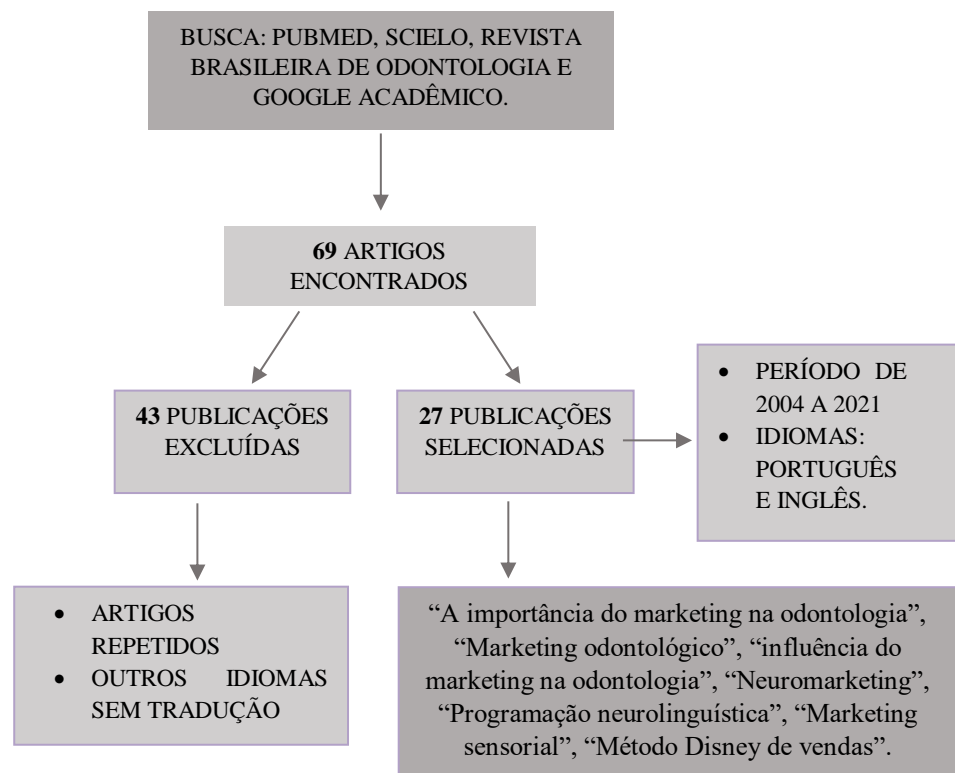 BUSCA: PUBMED, SCIELO, REVISTA
BRASILEIRA DE ODONTOLOGIA E
GOOGLE ACADÊMICO.
69 ARTIGOS
ENCONTRADOS
43 PUBLICAÇÕES
EXCLUÍDAS
27 PUBLICAÇÕES
SELECIONADAS
• PERÍODO DE
2004 A 2021
• IDIOMAS:
PORTUGUÊS
E INGLÊS.
• ARTIGOS
REPETIDOS
• OUTROS IDIOMAS
SEM TRADUÇÃO
“A importância do marketing na odontologia”,
“Marketing odontológico”, “influência do
marketing na odontologia”, “Neuromarketing”,
“Programação neurolinguística”, “Marketing
sensorial”, “Método Disney de vendas”.